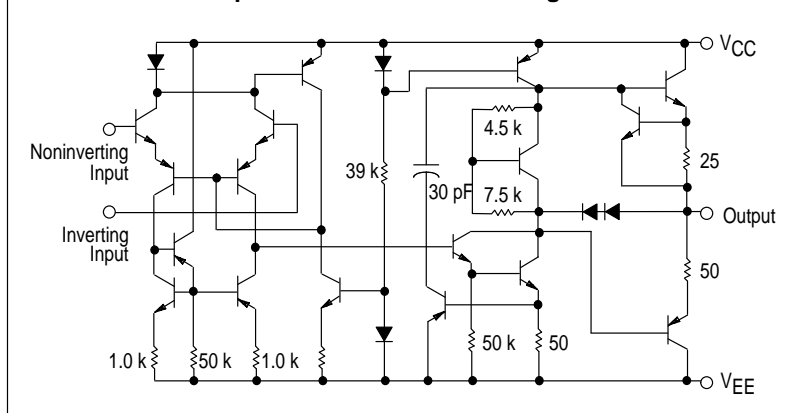 VCC
4.5 k
Noninverting
Input
39 k
25
30 pF
7.5 k
Output
Inverting
Input
50
1.0 k
50 k
1.0 k
50 k
50
VEE